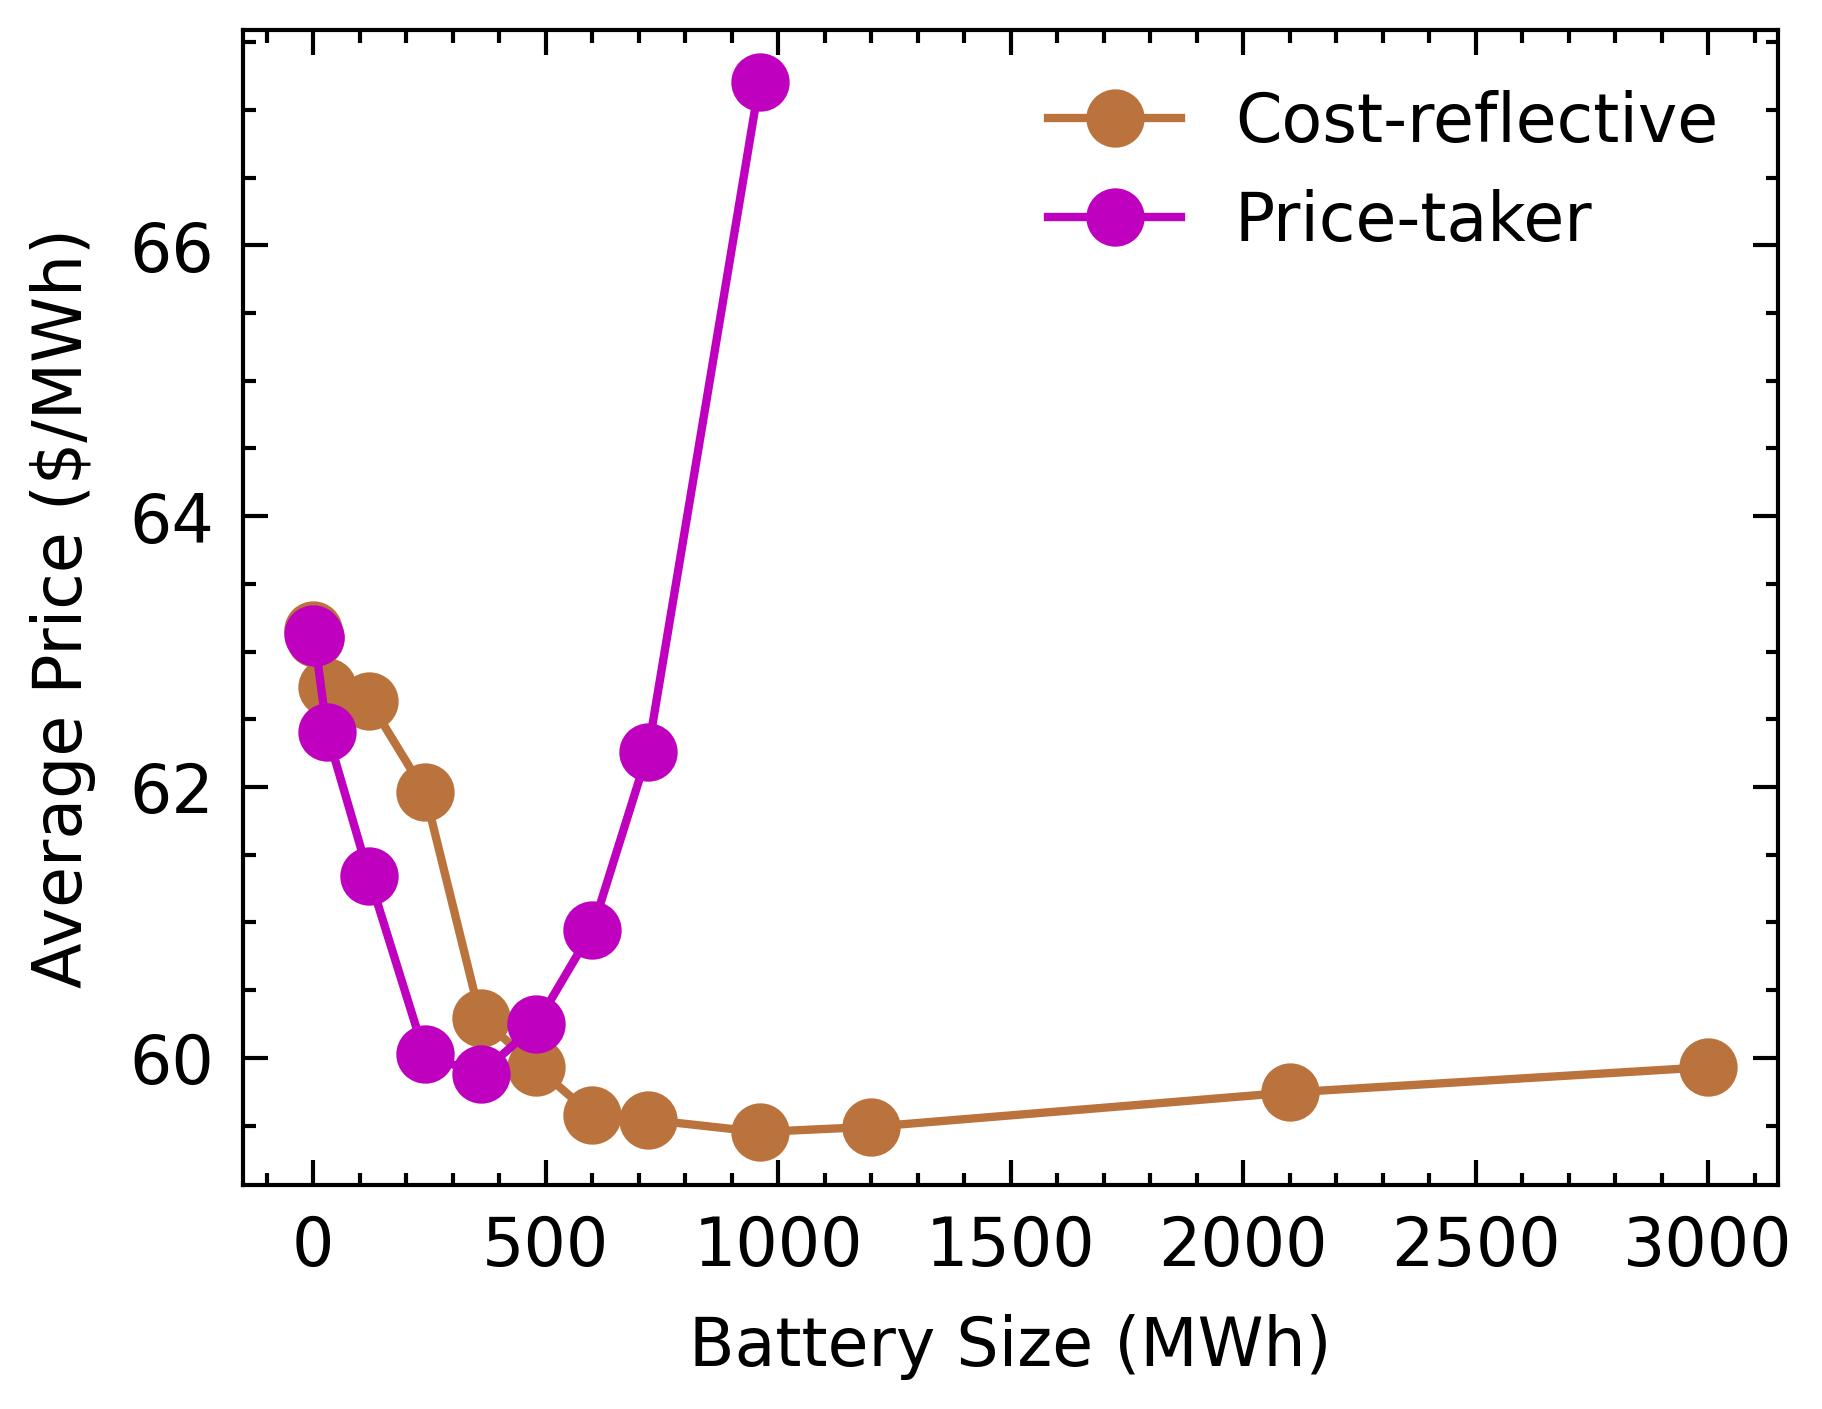 Cost-reflective
Price-taker
Average Price ($/MWh)
66
64
62
60
0 500 1000 1500 2000 2500 3000
Battery Size (MWh)